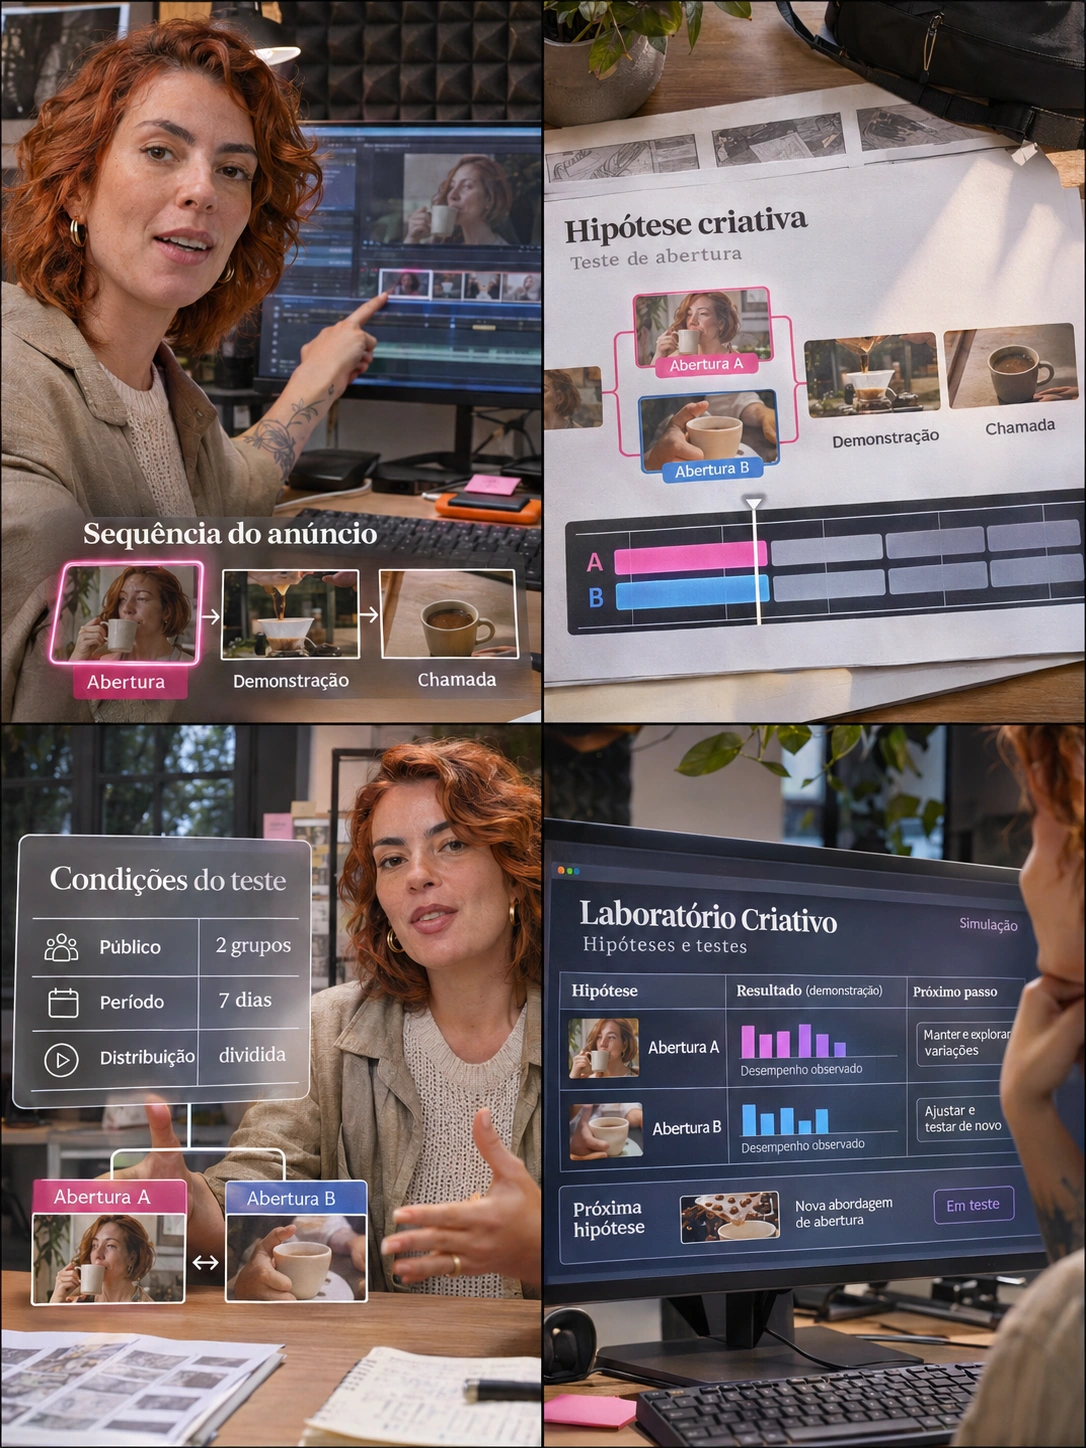 Sequência do anúncio
Abertura
Demonstração
Chamada
Hipótese criativa
Teste de abertura
Abertura A
Abertura B
Demonstração
Chamada
A
B
Condições do teste
Público
2 grupos
Período
7 dias
Distribuição
dividida
Abertura A
Abertura B
Laboratório Criativo
Simulação
Hipóteses e testes
Hipótese
Resultado (demonstração)
Próximo passo
Abertura A
Desempenho observado
Manter e explorar
variações
Abertura B
Desempenho observado
Ajustar e
testar de novo
Próxima
hipótese
Nova abordagem
de abertura
Em teste